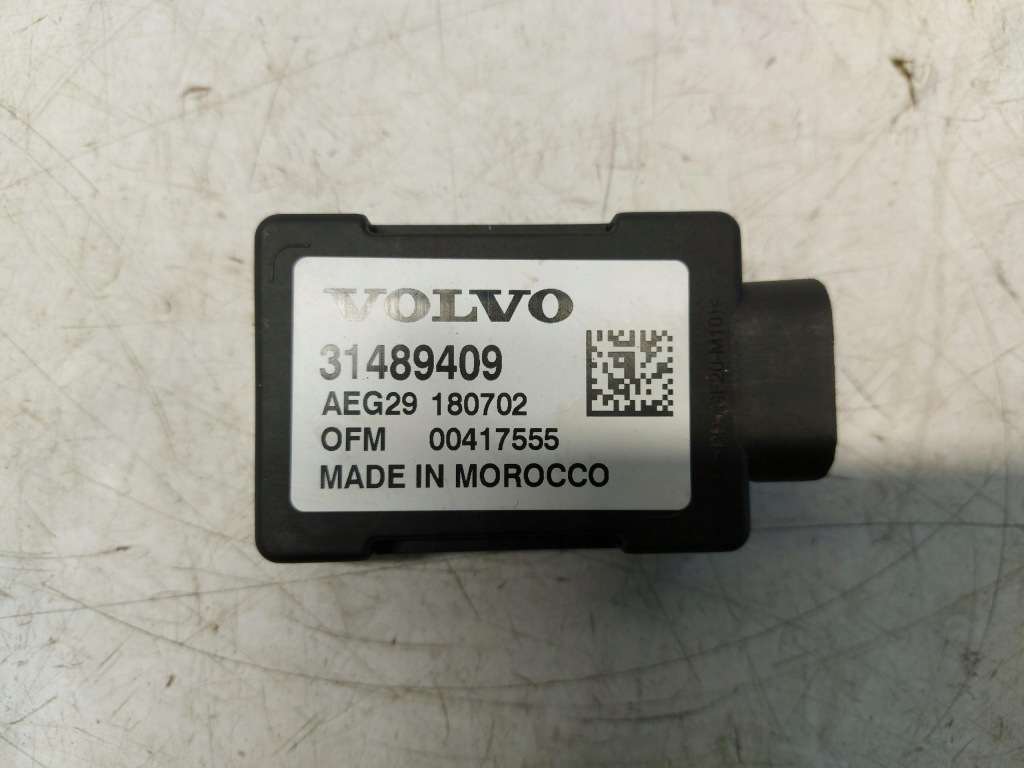 VOLVO
31489409
AEG29 180702
OFM 00417555
MADE IN MOROCCO